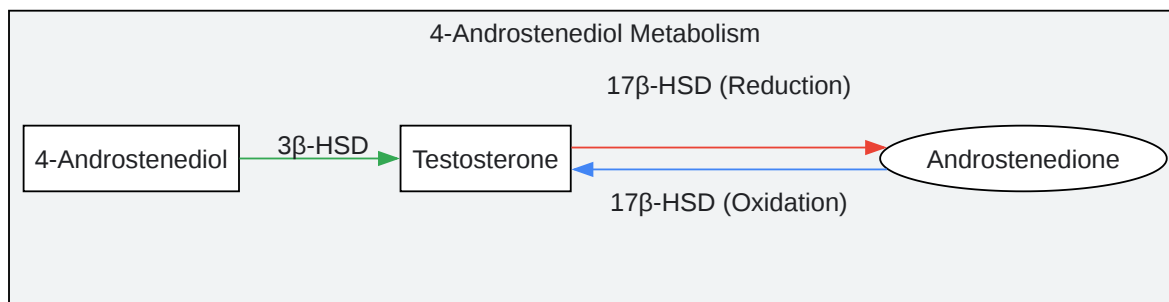 4-Androstenediol Metabolism
17β-HSD (Reduction)
4-Androstenediol
3β-HSD
Testosterone
Androstenedione
17β-HSD (Oxidation)